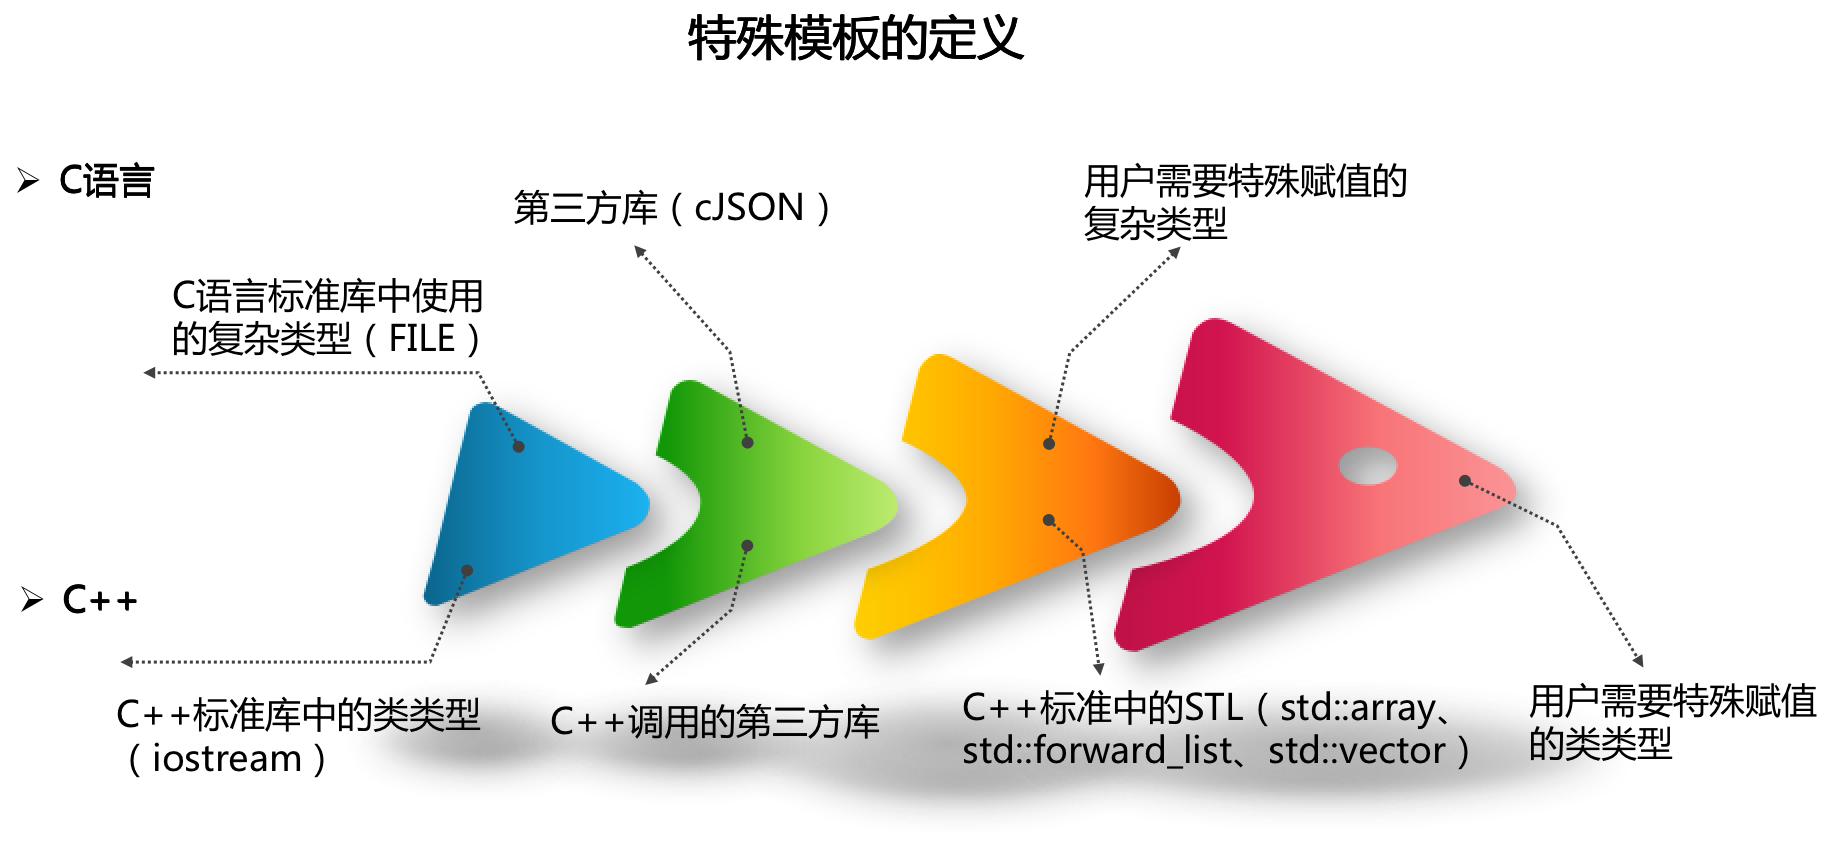 特殊模板的定义
C语言
第三方库（cJSON）
用户需要特殊赋值的
复杂类型
C语言标准库中使用
的复杂类型（FILE）
C++
C++标准库中的类类型
（iostream）
C++调用的第三方库
C++标准中的STL（std::array、
std::forward_list、std::vector）
用户需要特殊赋值
的类类型